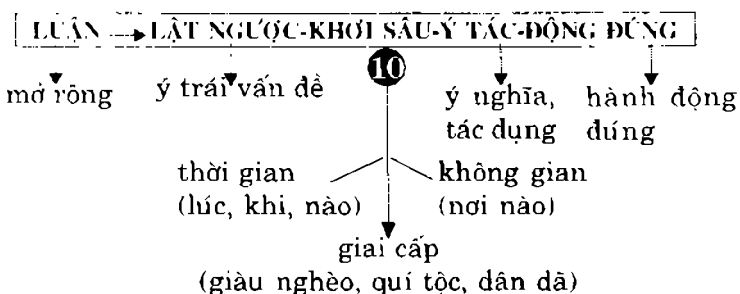 LUẬN → LẬT NGƯỢC-KHƠI SÂU-Ý TÁC-ĐỘNG ĐÚNG
10
mở rộng ý trái vấn đề ý nghĩa, hành động
tác dụng đúng
thời gian không gian
(lúc, khi, nào) (nơi nào)
giai cấp
(giàu nghèo, quí tộc, dân dã)